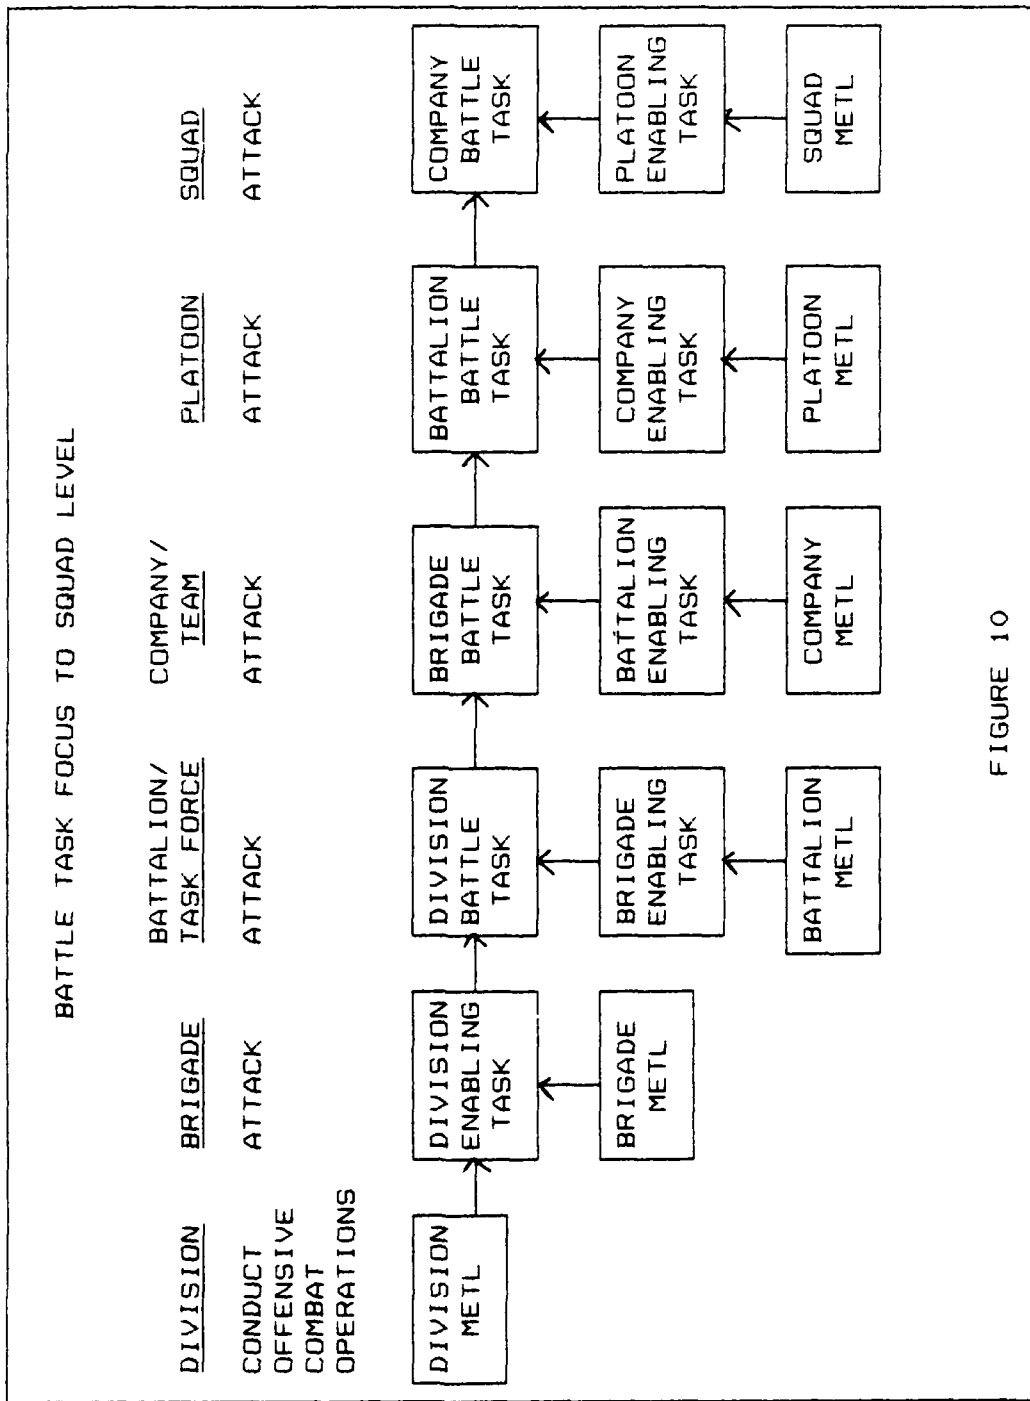 BATTLE TASK FOCUS TO SQUAD LEVEL
DIVISION
CONDUCT
OFFENSIVE
COMBAT
OPERATIONS
BRIGADE
ATTACK
BATTALION/
TASK FORCE
ATTACK
COMPANY/
TEAM
ATTACK
PLATOON
ATTACK
SQUAD
ATTACK
DIVISION
METL
DIVISION
ENABLING
TASK
DIVISION
BATTLE
TASK
BRIGADE
BATTLE
TASK
BATTALION
BATTLE
TASK
COMPANY
BATTLE
TASK
BRIGADE
METL
BRIGADE
ENABLING
TASK
BATTALION
ENABLING
TASK
COMPANY
ENABLING
TASK
PLATOON
ENABLING
TASK
BATTALION
METL
COMPANY
METL
PLATOON
METL
SQUAD
METL
FIGURE 10